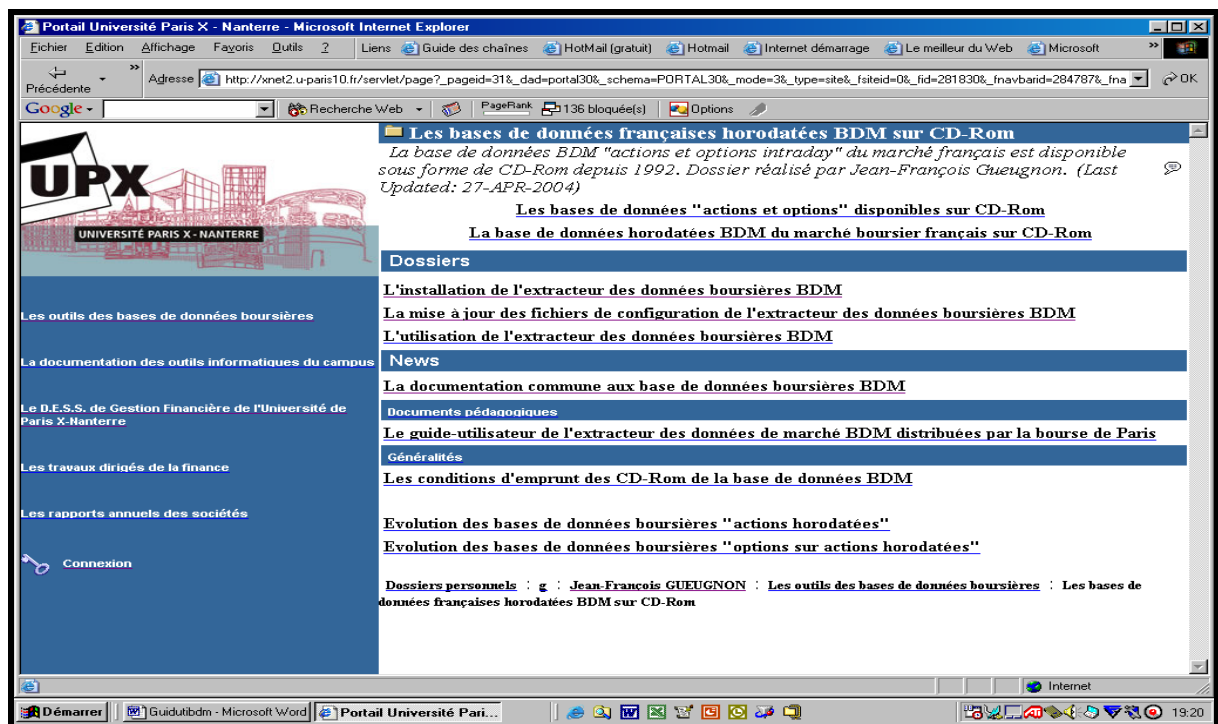 Portail Université Paris X - Nanterre - Microsoft Internet Explorer
Fichier Edition Affichage Favoris Outils ? Liens Guide des chaînes HotMail (gratuit) Hotmail Internet démarrage Le meilleur du Web Microsoft »
Précédente » Adresse http://xnet2.u-paris10.fr/servlet/page?_pageid=31&_dad=portal30&_schema=PORTAL30&_mode=3&_type=site&_fsiteid=0&_fid=281830&_fnavbarid=284787&_fna OK
Google Recherche Web PageRank 136 bloquée(s) Options
UPX
UNIVERSITÉ PARIS X - NANTERRE
Les outils des bases de données boursières
La documentation des outils informatiques du campus
Le D.E.S.S. de Gestion Financière de l'Université de
Paris X-Nanterre
Les travaux dirigés de la finance
Les rapports annuels des sociétés
Connexion
Les bases de données françaises horodatées BDM sur CD-Rom
La base de données BDM "actions et options intraday" du marché français est disponible
sous forme de CD-Rom depuis 1992. Dossier réalisé par Jean-François Gueugnon. (Last
Updated: 27-APR-2004)
Les bases de données "actions et options" disponibles sur CD-Rom
La base de données horodatées BDM du marché boursier français sur CD-Rom
Dossiers
L'installation de l'extracteur des données boursières BDM
La mise à jour des fichiers de configuration de l'extracteur des données boursières BDM
L'utilisation de l'extracteur des données boursières BDM
News
La documentation commune aux base de données boursières BDM
Documents pédagogiques
Le guide-utilisateur de l'extracteur des données de marché BDM distribuées par la bourse de Paris
Généralités
Les conditions d'emprunt des CD-Rom de la base de données BDM
Evolution des bases de données boursières "actions horodatées"
Evolution des bases de données boursières "options sur actions horodatées"
Dossiers personnels : g : Jean-François GUEUGNON : Les outils des bases de données boursières : Les bases de
données françaises horodatées BDM sur CD-Rom
Internet
Démarrer Guidutibdm - Microsoft Word Portail Université Pari... 19:20